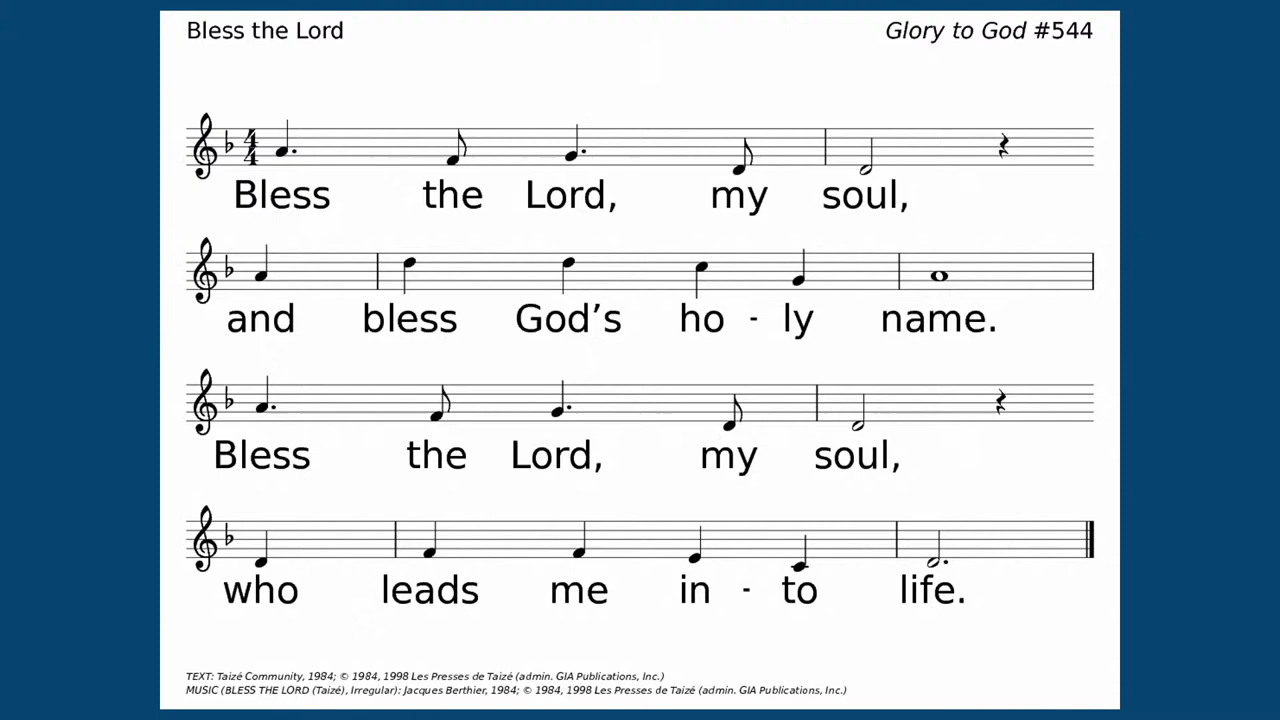 Bless the Lord Glory to God #544
4/4
Bless the Lord, my soul,
and bless God’s ho - ly name.
Bless the Lord, my soul,
who leads me in - to life.
TEXT: Taizé Community, 1984; © 1984, 1998 Les Presses de Taizé (admin. GIA Publications, Inc.)
MUSIC (BLESS THE LORD (Taizé), Irregular): Jacques Berthier, 1984; © 1984, 1998 Les Presses de Taizé (admin. GIA Publications, Inc.)